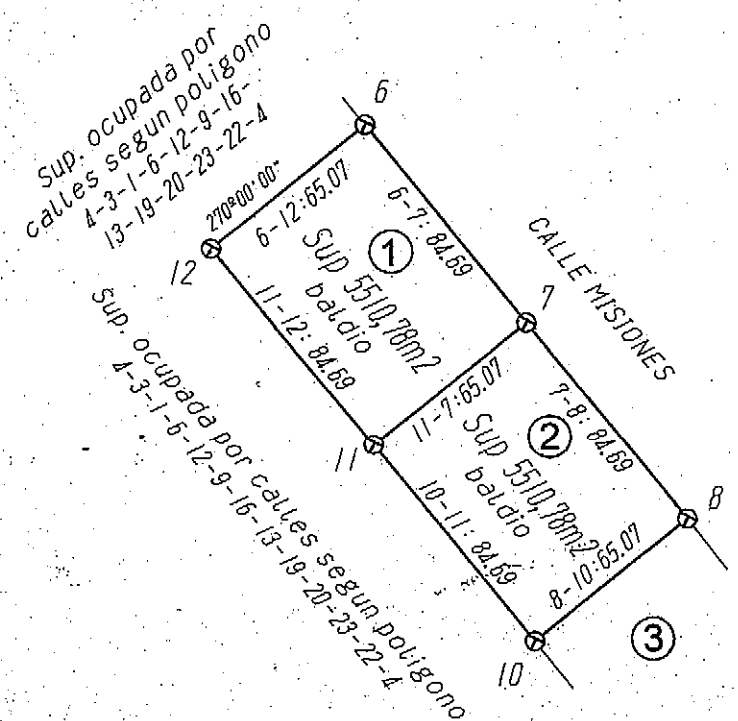 Sup. ocupada por
calles segun poligono
4-3-1-6-12-9-16-
13-19-20-23-22-4
270°00'00"
6
6-12:65.07
6-7: 84.69
1
Sup 5510,78m2
baldio
12
11-12: 84.69
CALLE MISIONES
7
11-7:65.07
7-8: 84.69
2
Sup 5510,78m2
baldio
11
10-11: 84.69
8
8-10:65.07
10
3
Sup. ocupada por calles segun poligono
4-3-1-6-12-9-16-13-19-20-23-22-4